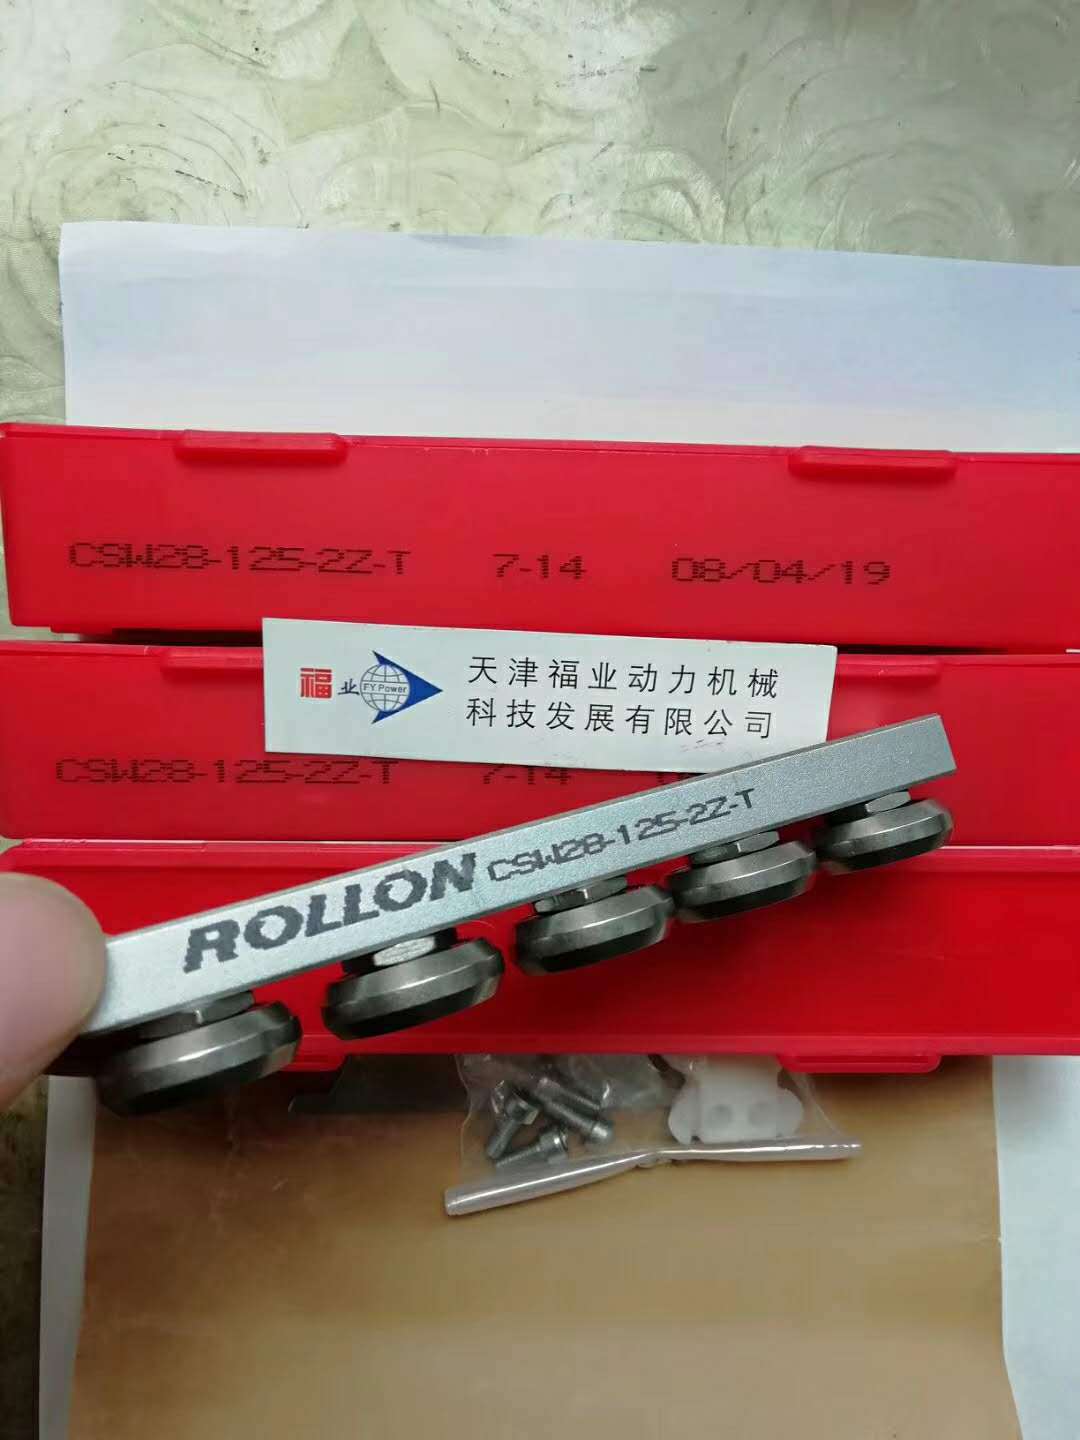 CSW28-125-2Z-T 7-14 08/04/19
福业 FY Power
天津福业动力机械
科技发展有限公司
CSW28-125-2Z-T 7-14
ROLLON CSW28-125-2Z-T